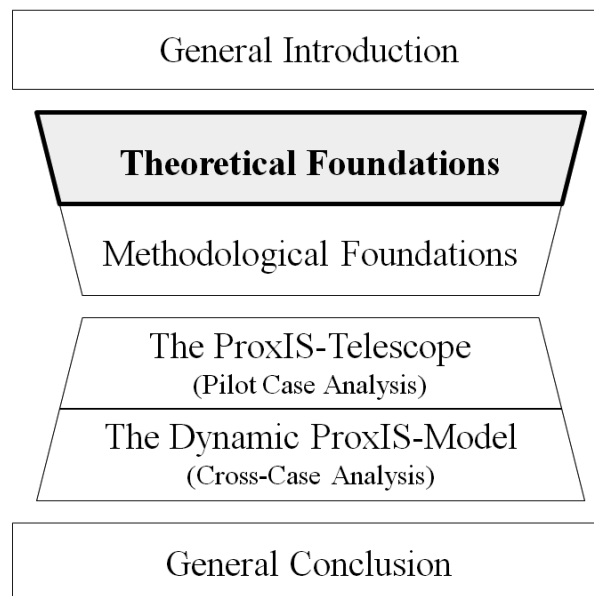 General Introduction
Theoretical Foundations
Methodological Foundations
The ProxIS-Telescope
(Pilot Case Analysis)
The Dynamic ProxIS-Model
(Cross-Case Analysis)
General Conclusion